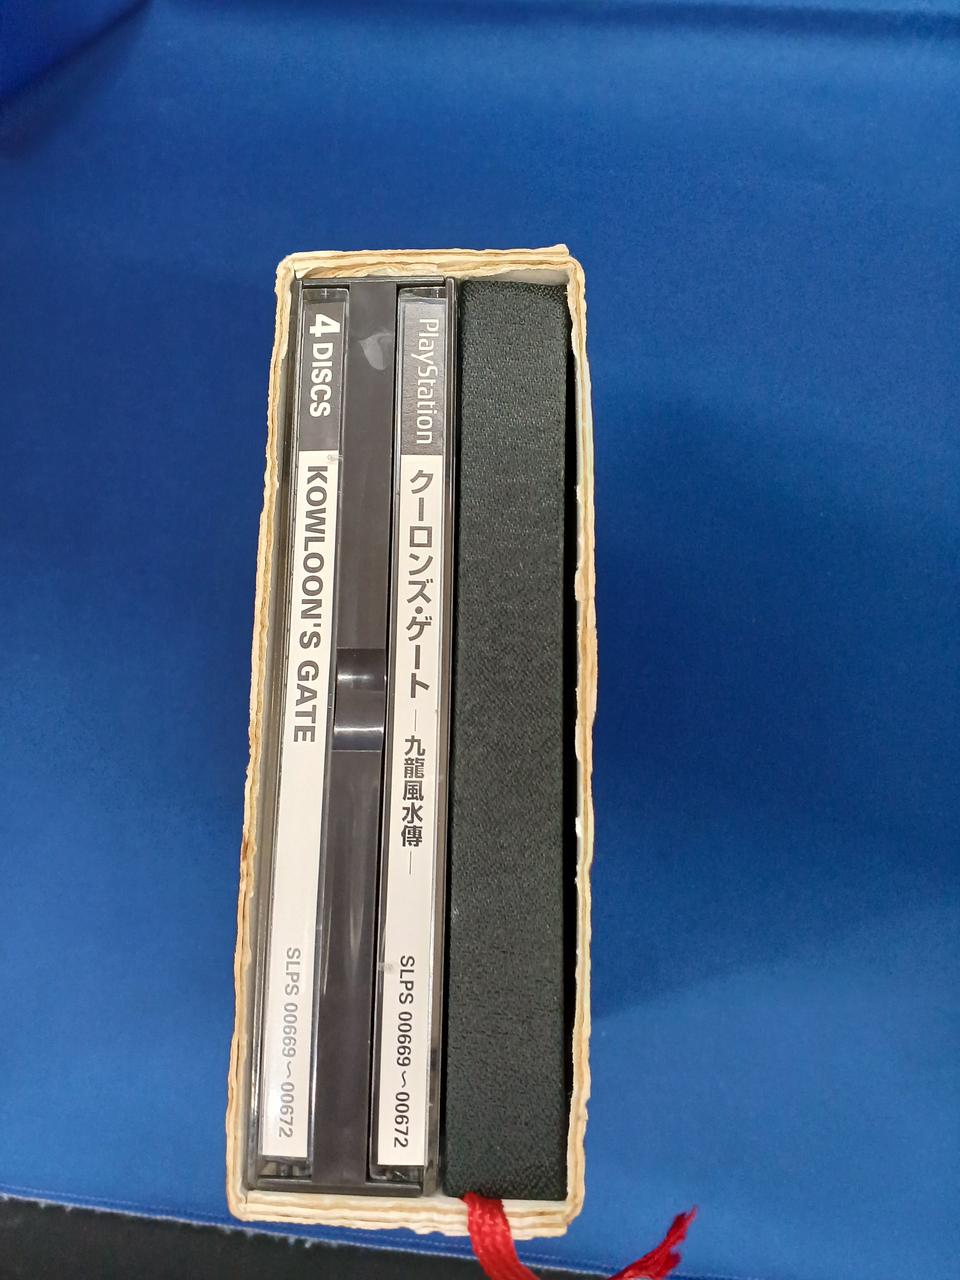 4 DISCS
KOWLOON'S GATE
SLPS 00669～00672
PlayStation
クーロンズ・ゲート
―九龍風水傳―
SLPS 00669～00672